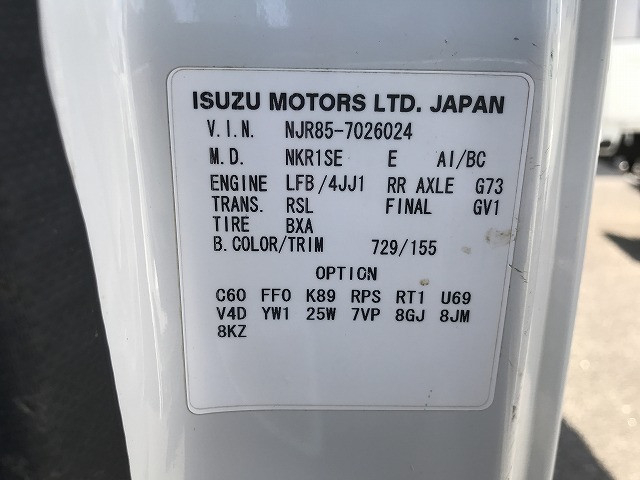 ISUZU MOTORS LTD. JAPAN
V.I.N. NJR85-7026024
M.D. NKR1SE E AI/BC
ENGINE LFB/4JJ1 RR AXLE G73
TRANS. RSL FINAL GV1
TIRE BXA
B.COLOR/TRIM 729/155
OPTION
C60 FF0 K89 RPS RT1 U69
V4D YW1 25W 7VP 8GJ 8JM
8KZ